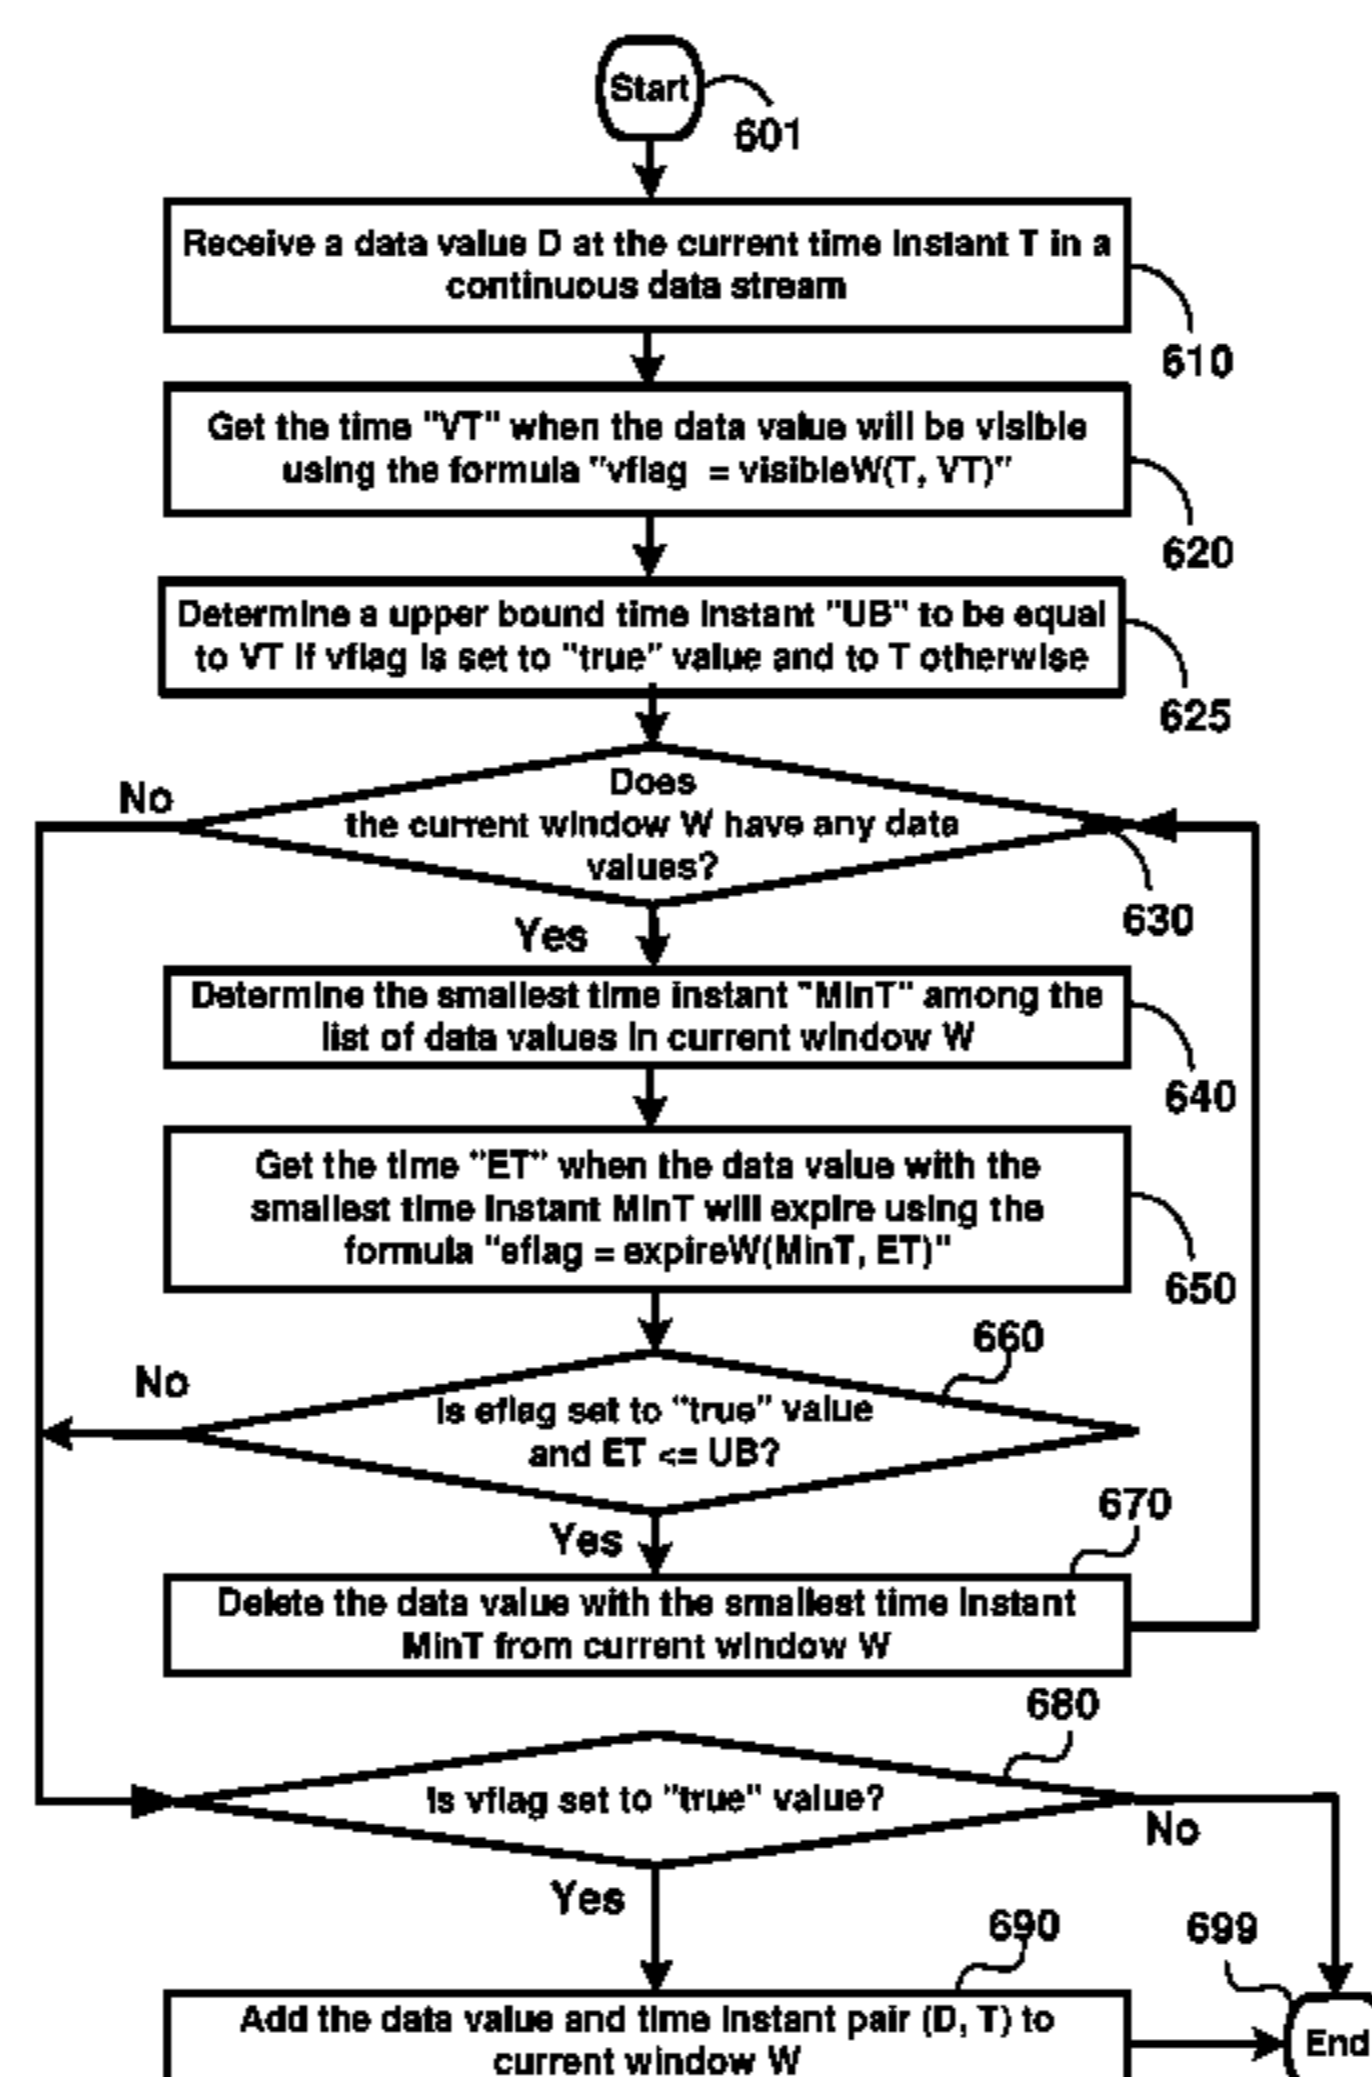 Start
601
Receive a data value D at the current time instant T in a
continuous data stream
610
Get the time "VT" when the data value will be visible
using the formula "vflag = visibleW(T, VT)"
620
Determine a upper bound time instant "UB" to be equal
to VT if vflag is set to "true" value and to T otherwise
625
No
Does
the current window W have any data
values?
630
Yes
Determine the smallest time instant "MinT" among the
list of data values in current window W
640
Get the time "ET" when the data value with the
smallest time instant MinT will expire using the
formula "eflag = expireW(MinT, ET)"
650
660
No
Is eflag set to "true" value
and ET <= UB?
670
Yes
Delete the data value with the smallest time instant
MinT from current window W
680
Is vflag set to "true" value?
No
Yes
690
699
Add the data value and time instant pair (D, T) to
current window W
End